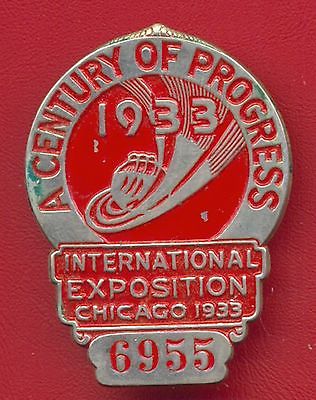 A CENTURY OF PROGRESS
1933
INTERNATIONAL
EXPOSITION
CHICAGO 1933
6955